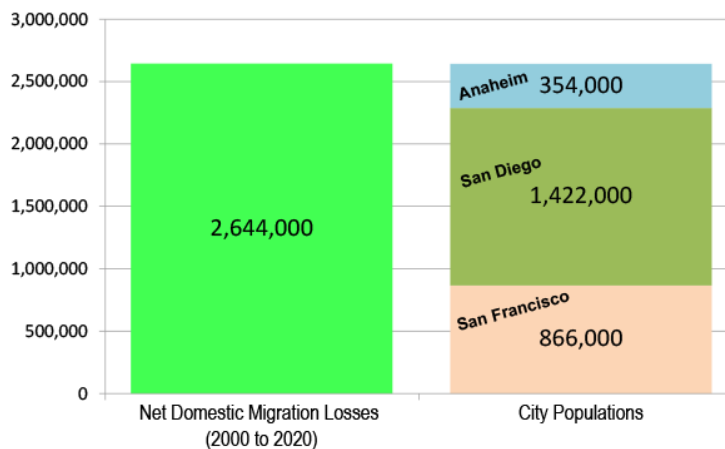 3,000,000
2,500,000
2,000,000
1,500,000
1,000,000
500,000
0
2,644,000
Anaheim
354,000
San Diego
1,422,000
San Francisco
866,000
Net Domestic Migration Losses
(2000 to 2020)
City Populations